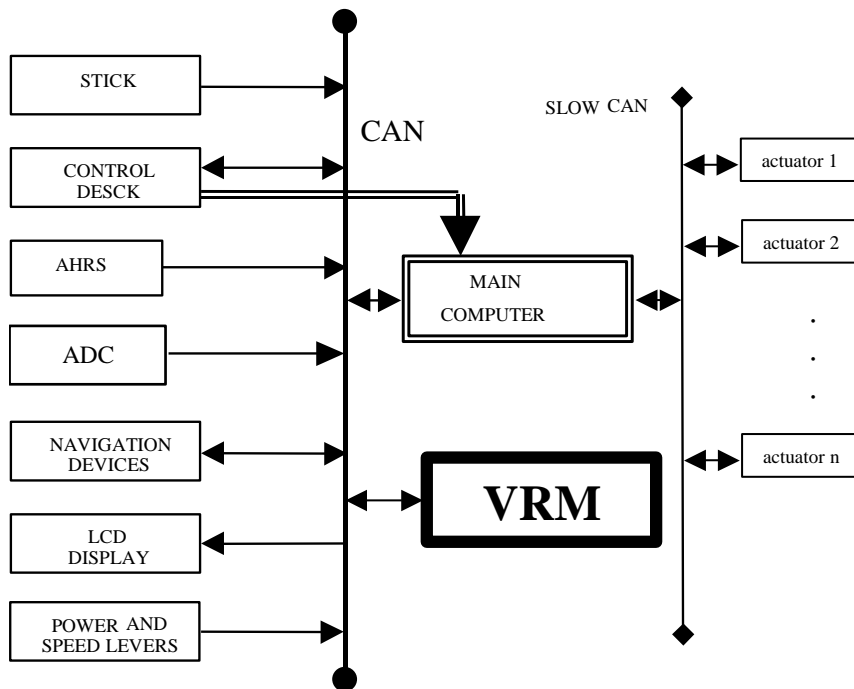 STICK
CAN
CONTROL
DESCK
AHRS
ADC
NAVIGATION
DEVICES
LCD
DISPLAY
POWER AND
SPEED LEVERS
MAIN
COMPUTER
VRM
SLOW CAN
actuator 1
actuator 2
.
.
.
actuator n